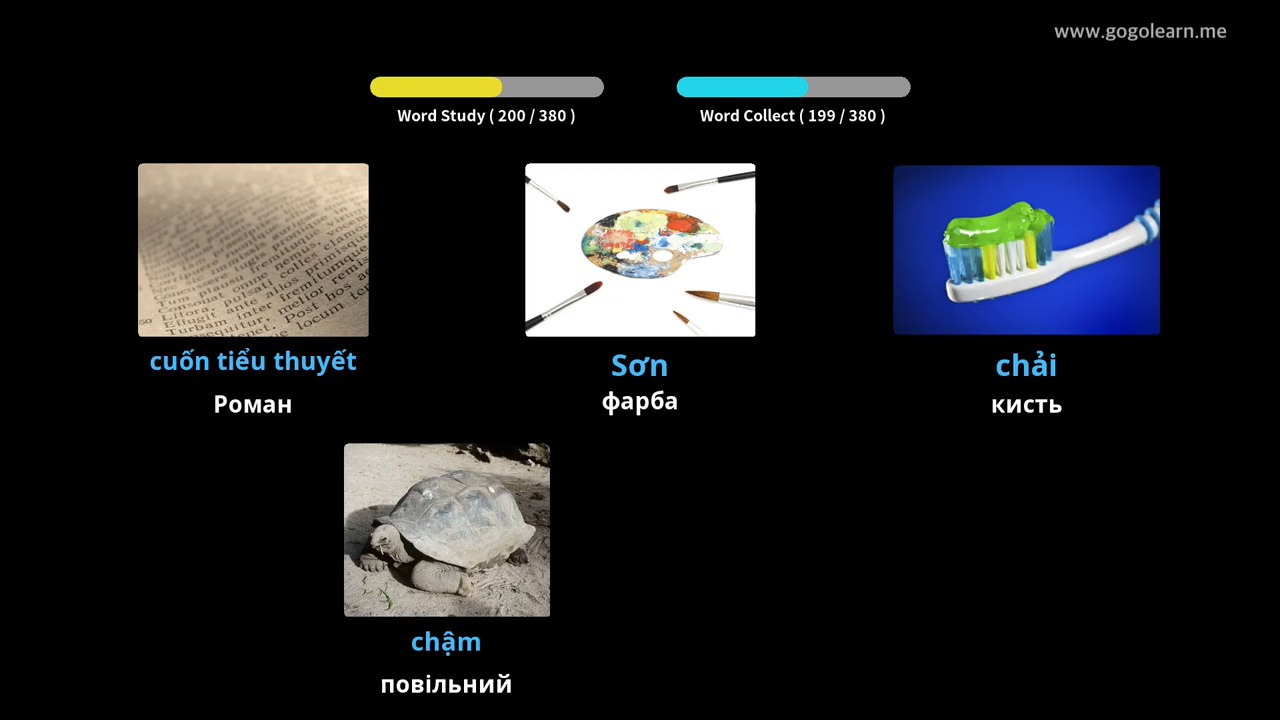 www.gogolearn.me
Word Study ( 200 / 380 )
Word Collect ( 199 / 380 )
cuốn tiểu thuyết
Роман
Sơn
фарба
chải
кисть
chậm
повільний